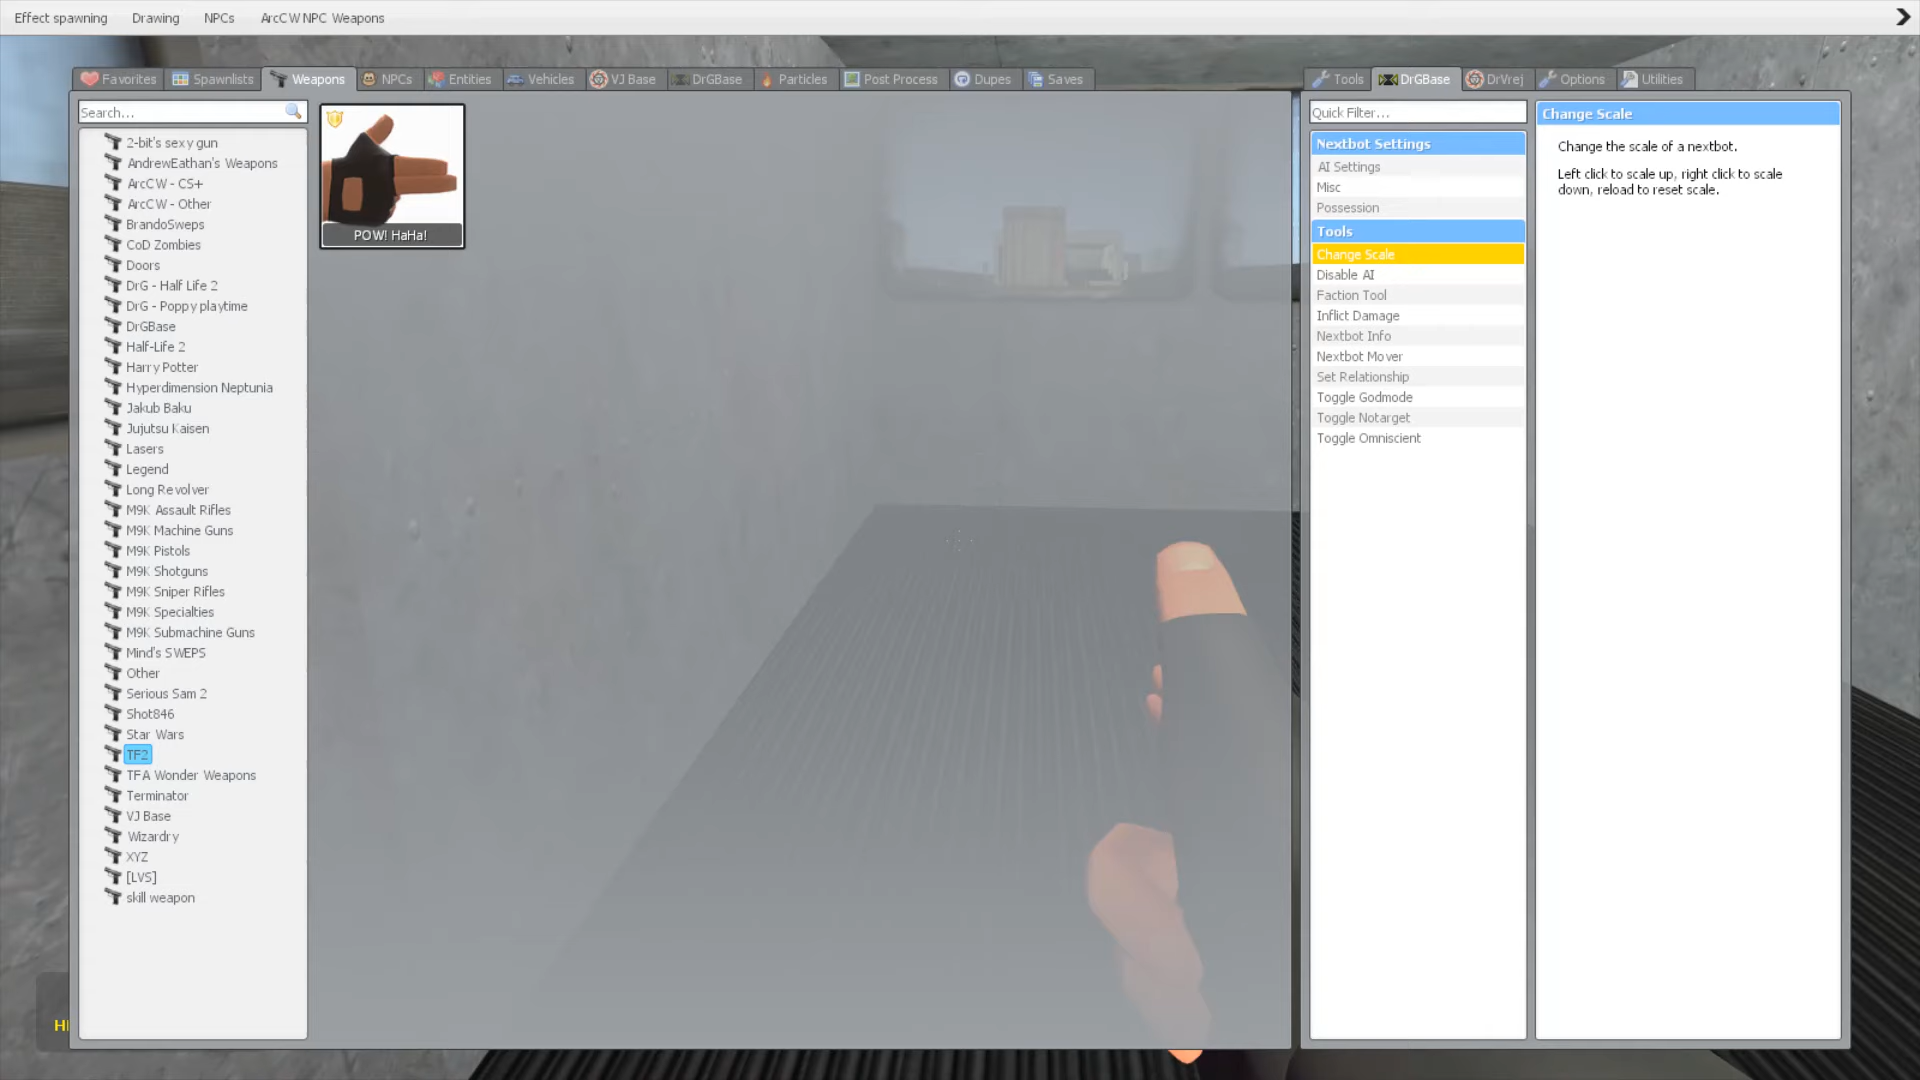 Effect spawning Drawing NPCs ArcCW NPC Weapons
Favorites Spawnlists Weapons NPCs Entities Vehicles VJ Base DrGBase Particles Post Process Dupes Saves
Tools DrGBase DrVrej Options Utilities
Search...
2-bit's sexy gun
AndrewEathan's Weapons
ArcCW - CS+
ArcCW - Other
BrandoSweps
CoD Zombies
Doors
DrG - Half Life 2
DrG - Poppy playtime
DrGBase
Half-Life 2
Harry Potter
Hyperdimension Neptunia
Jakub Baku
Jujutsu Kaisen
Lasers
Legend
Long Revolver
M9K Assault Rifles
M9K Machine Guns
M9K Pistols
M9K Shotguns
M9K Sniper Rifles
M9K Specialties
M9K Submachine Guns
Mind's SWEPS
Other
Serious Sam 2
Shot846
Star Wars
TF2
TFA Wonder Weapons
Terminator
VJ Base
Wizardry
XYZ
[LVS]
skill weapon
POW! HaHa!
Quick Filter...
Nextbot Settings
AI Settings
Misc
Possession
Tools
Change Scale
Disable AI
Faction Tool
Inflict Damage
Nextbot Info
Nextbot Mover
Set Relationship
Toggle Godmode
Toggle Notarget
Toggle Omniscient
Change Scale
Change the scale of a nextbot.
Left click to scale up, right click to scale
down, reload to reset scale.